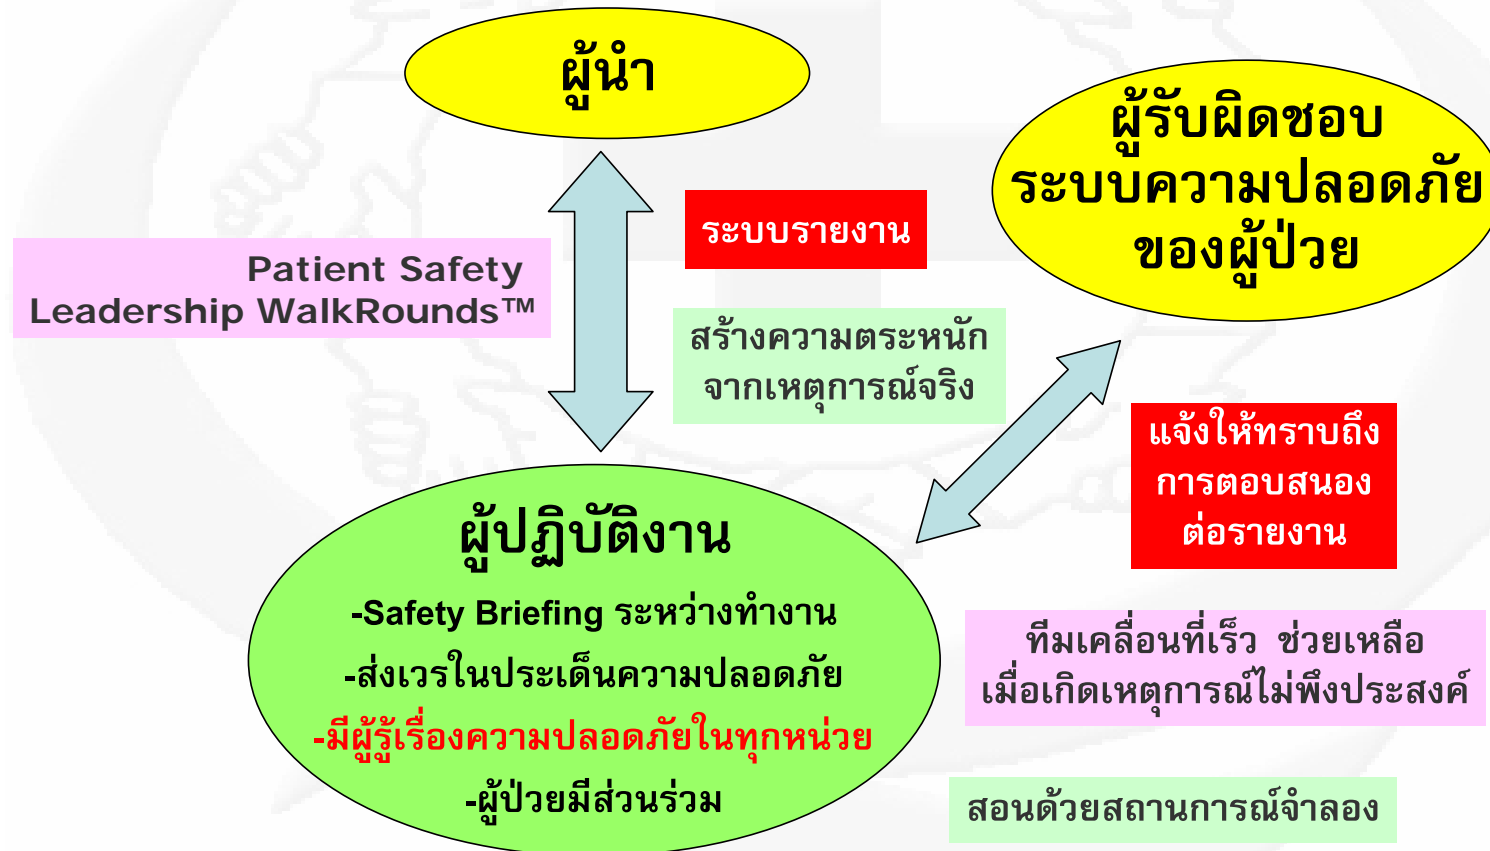 ผู้นำ
ผู้รับผิดชอบ
ระบบความปลอดภัย
ของผู้ป่วย
ระบบรายงาน
Patient Safety
Leadership WalkRounds™
สร้างความตระหนัก
จากเหตุการณ์จริง
แจ้งให้ทราบถึง
การตอบสนอง
ต่อรายงาน
ผู้ปฏิบัติงาน
-Safety Briefing ระหว่างทำงาน
-ส่งเวรในประเด็นความปลอดภัย
-มีผู้รู้เรื่องความปลอดภัยในทุกหน่วย
-ผู้ป่วยมีส่วนร่วม
ทีมเคลื่อนที่เร็ว ช่วยเหลือ
เมื่อเกิดเหตุการณ์ไม่พึงประสงค์
สอนด้วยสถานการณ์จำลอง